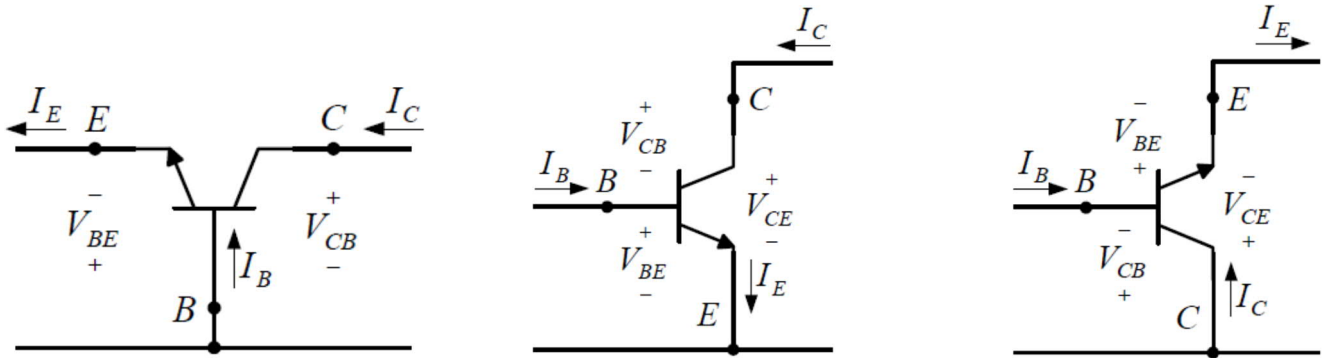 I_E
E
C
I_C
−
V_BE
+
+
V_CB
−
I_B
B
I_C
C
+
V_CB
−
I_B
B
+
V_CE
−
+
V_BE
−
I_E
E
I_E
E
−
V_BE
+
I_B
B
−
V_CE
+
−
V_CB
+
I_C
C